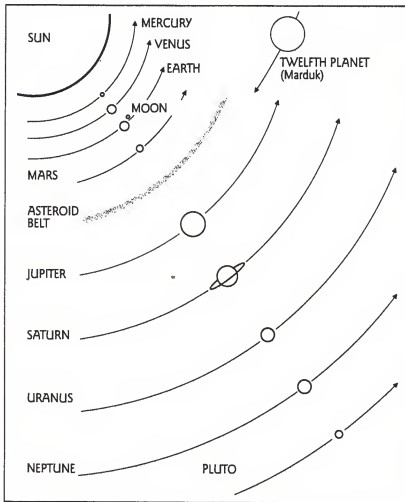 SUN
MERCURY
VENUS
EARTH
MOON
TWELFTH PLANET
(Marduk)
MARS
ASTEROID
BELT
JUPITER
SATURN
URANUS
NEPTUNE
PLUTO